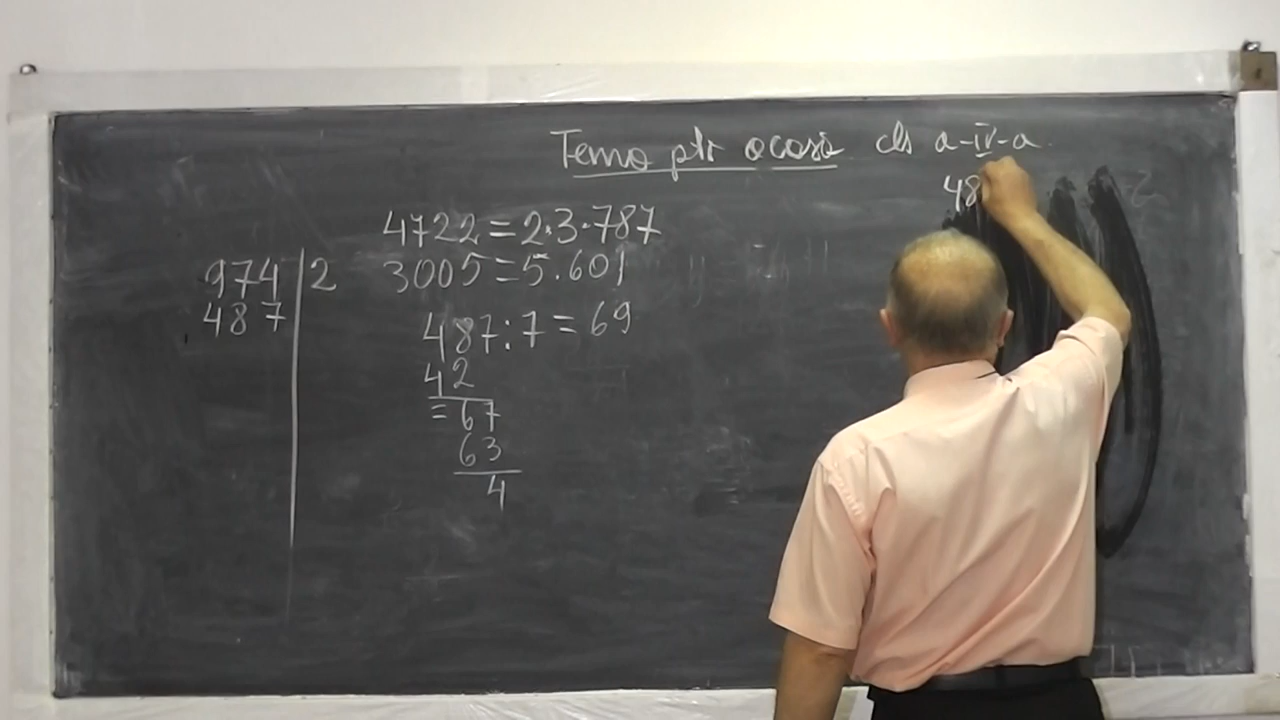 Tema ptr acasă cls a-IV-a
48
4722 = 2·3·787
974 | 2
487
3005 = 5·601
487 : 7 = 69
42
= 67
63
4